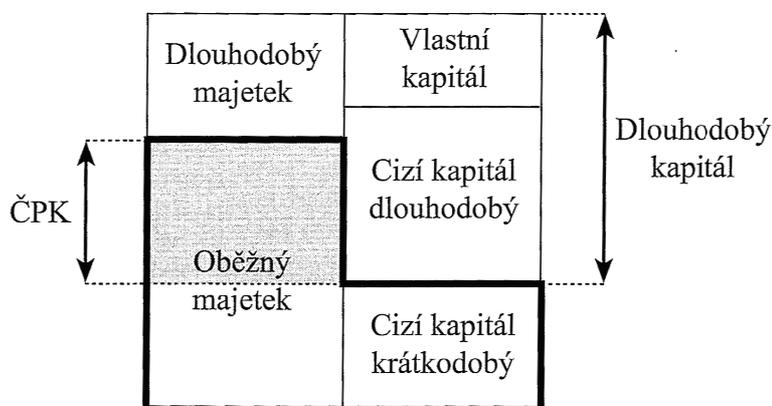 Dlouhodobý
majetek
Vlastní
kapitál
Dlouhodobý
kapitál
Cizí kapitál
dlouhodobý
ČPK
Oběžný
majetek
Cizí kapitál
krátkodobý